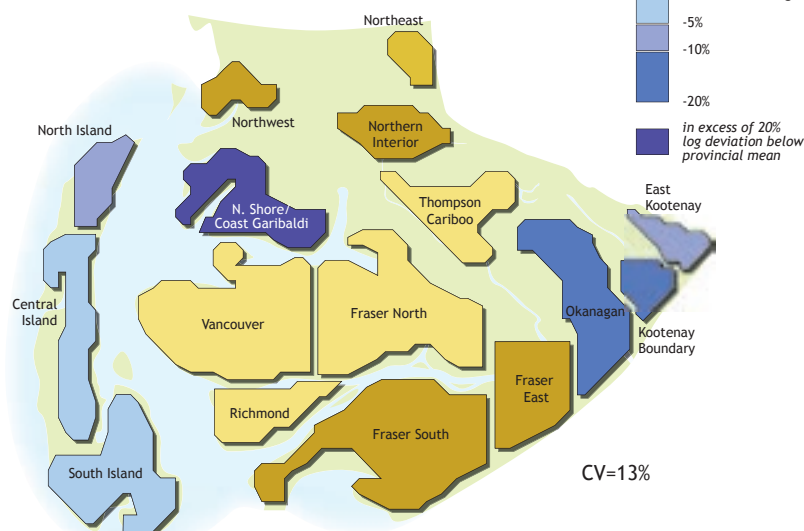 Northeast
-5%
-10%
-20%
in excess of 20%
log deviation below
provincial mean
Northwest
Northern
Interior
North Island
East
Kootenay
Thompson
Cariboo
N. Shore/
Coast Garibaldi
Central
Island
Vancouver
Fraser North
Okanagan
Kootenay
Boundary
Richmond
Fraser
East
Fraser South
South Island
CV=13%